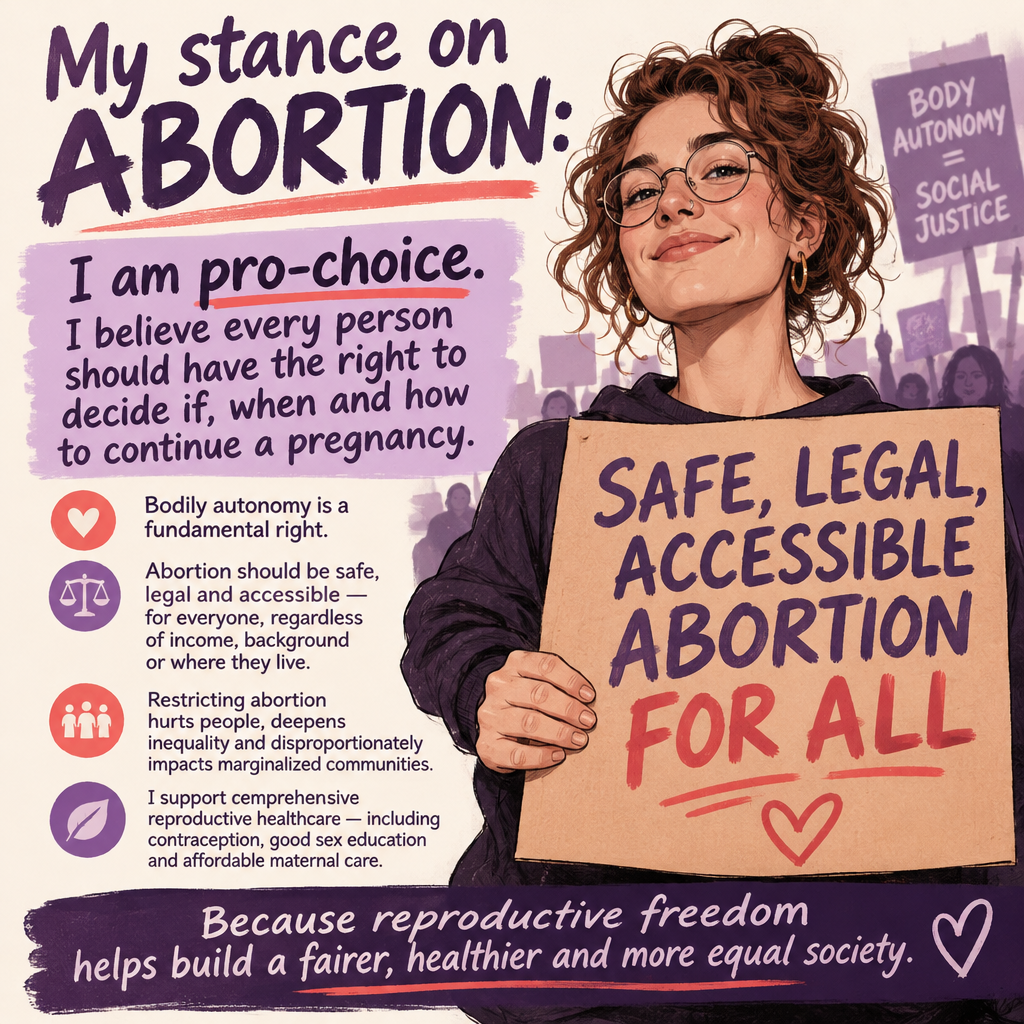 My stance on
ABORTION:
I am pro-choice.
I believe every person
should have the right to
decide if, when and how
to continue a pregnancy.
Bodily autonomy is a
fundamental right.
Abortion should be safe,
legal and accessible —
for everyone, regardless
of income, background
or where they live.
Restricting abortion
hurts people, deepens
inequality and disproportionately
impacts marginalized communities.
I support comprehensive
reproductive healthcare — including
contraception, good sex education
and affordable maternal care.
BODY
AUTONOMY
=
SOCIAL
JUSTICE
SAFE, LEGAL,
ACCESSIBLE
ABORTION
FOR ALL
Because reproductive freedom
helps build a fairer, healthier and more equal society.